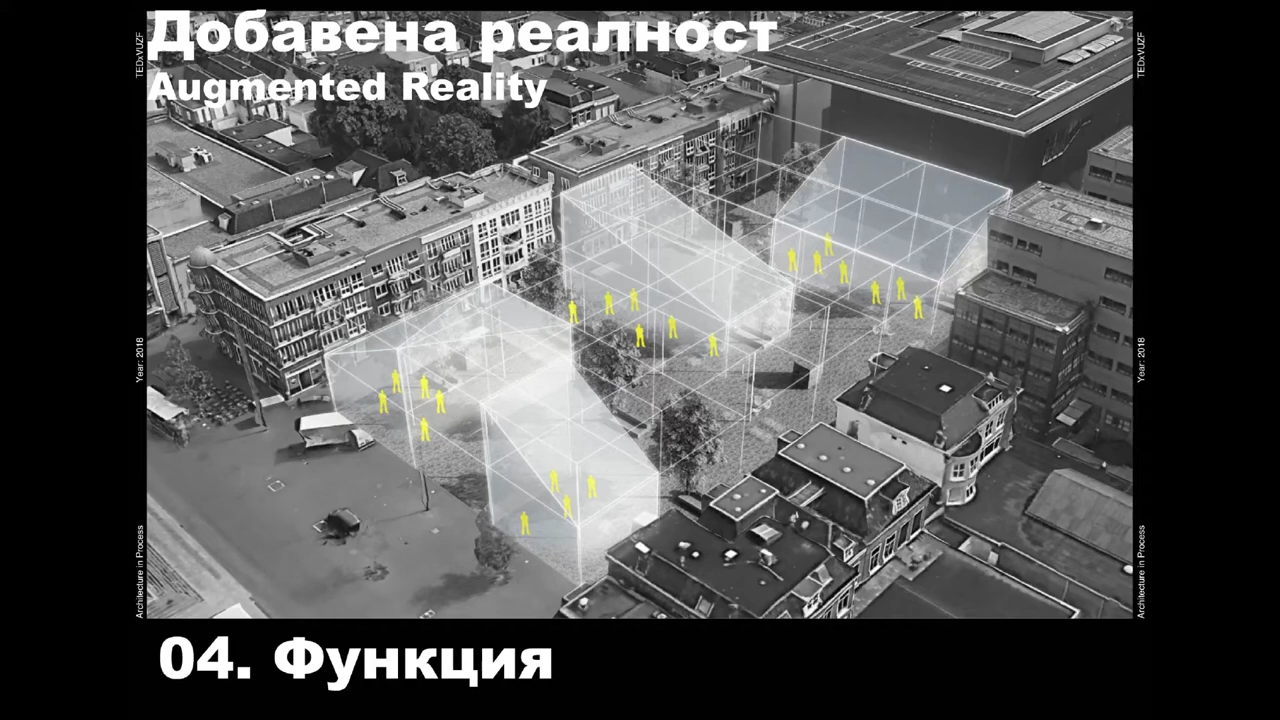 Добавена реалност
Augmented Reality
TEDxVUZF
Year: 2018
Architecture in Process
TEDxVUZF
Year: 2018
Architecture in Process
04. Функция